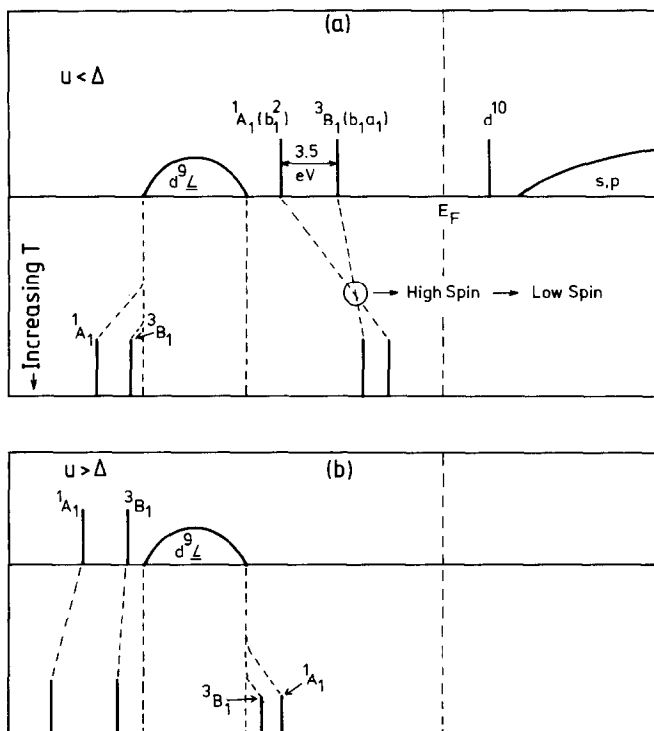 (a)
u < Δ
¹A₁(b₁²)
³B₁(b₁a₁)
d¹⁰
3.5
eV
d⁹L̲
s,p
E_F
Increasing T
High Spin → Low Spin
¹A₁
³B₁
(b)
u > Δ
¹A₁
³B₁
d⁹L̲
³B₁
¹A₁